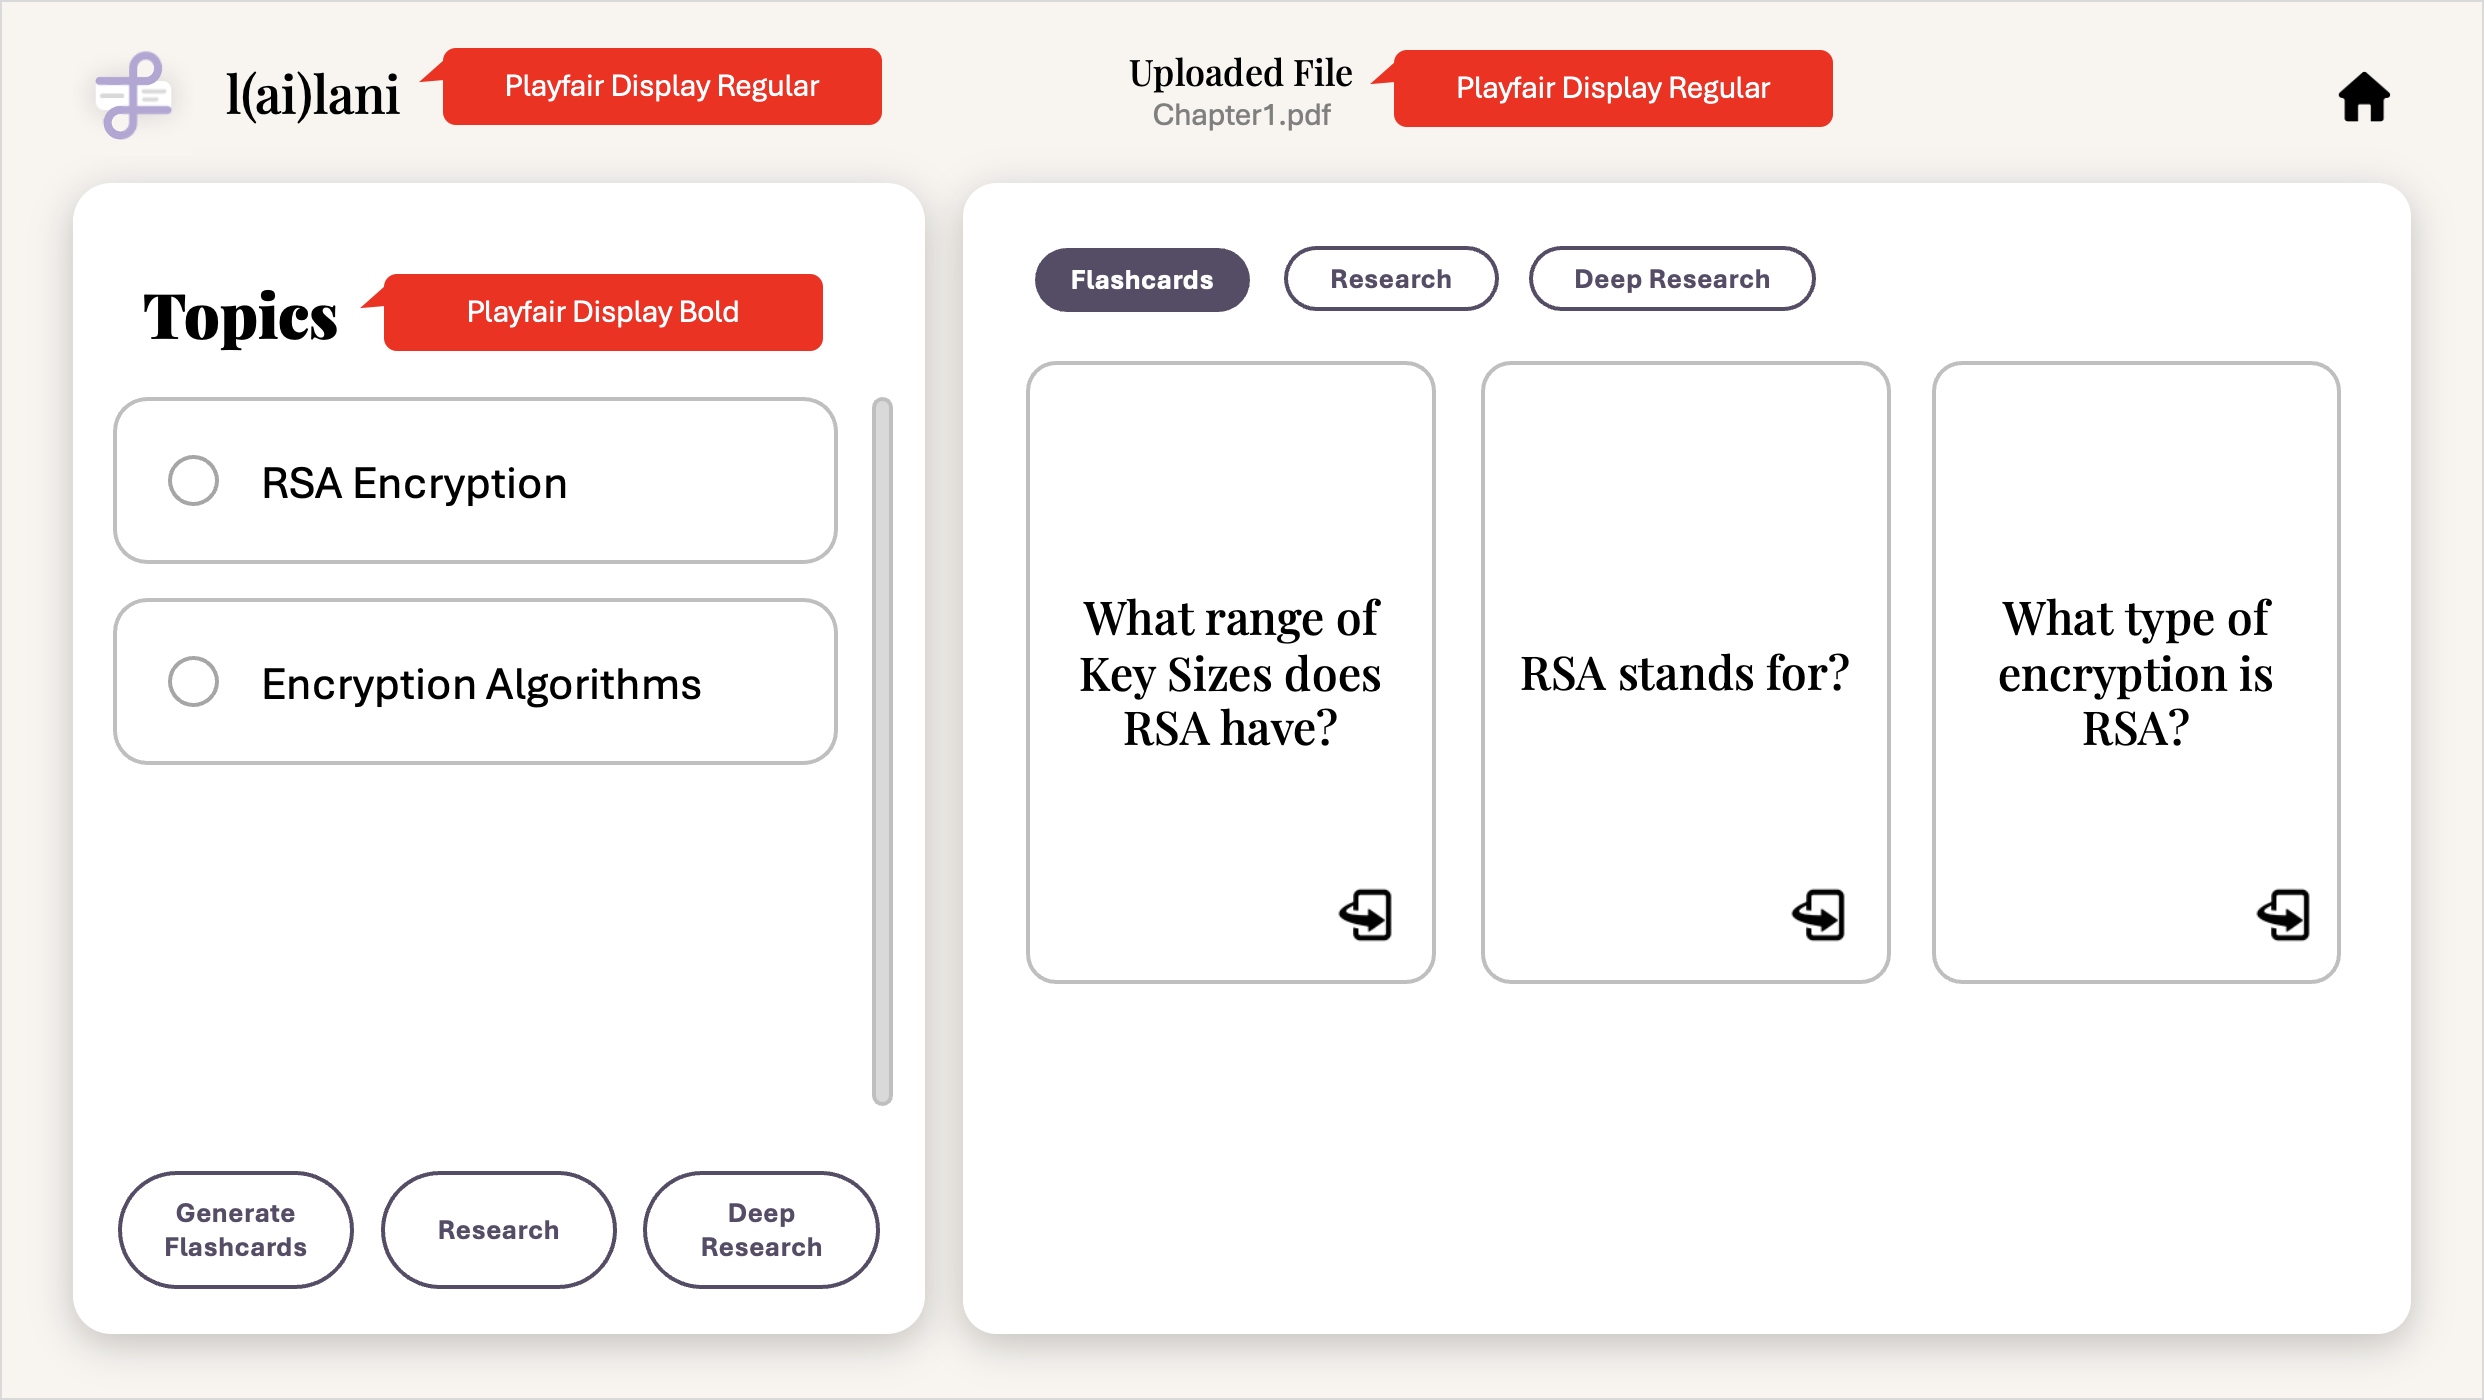 l(ai)lani
Playfair Display Regular
Uploaded File
Chapter1.pdf
Playfair Display Regular
Topics
Playfair Display Bold
RSA Encryption
Encryption Algorithms
Generate
Flashcards
Research
Deep
Research
Flashcards
Research
Deep Research
What range of
Key Sizes does
RSA have?
RSA stands for?
What type of
encryption is
RSA?